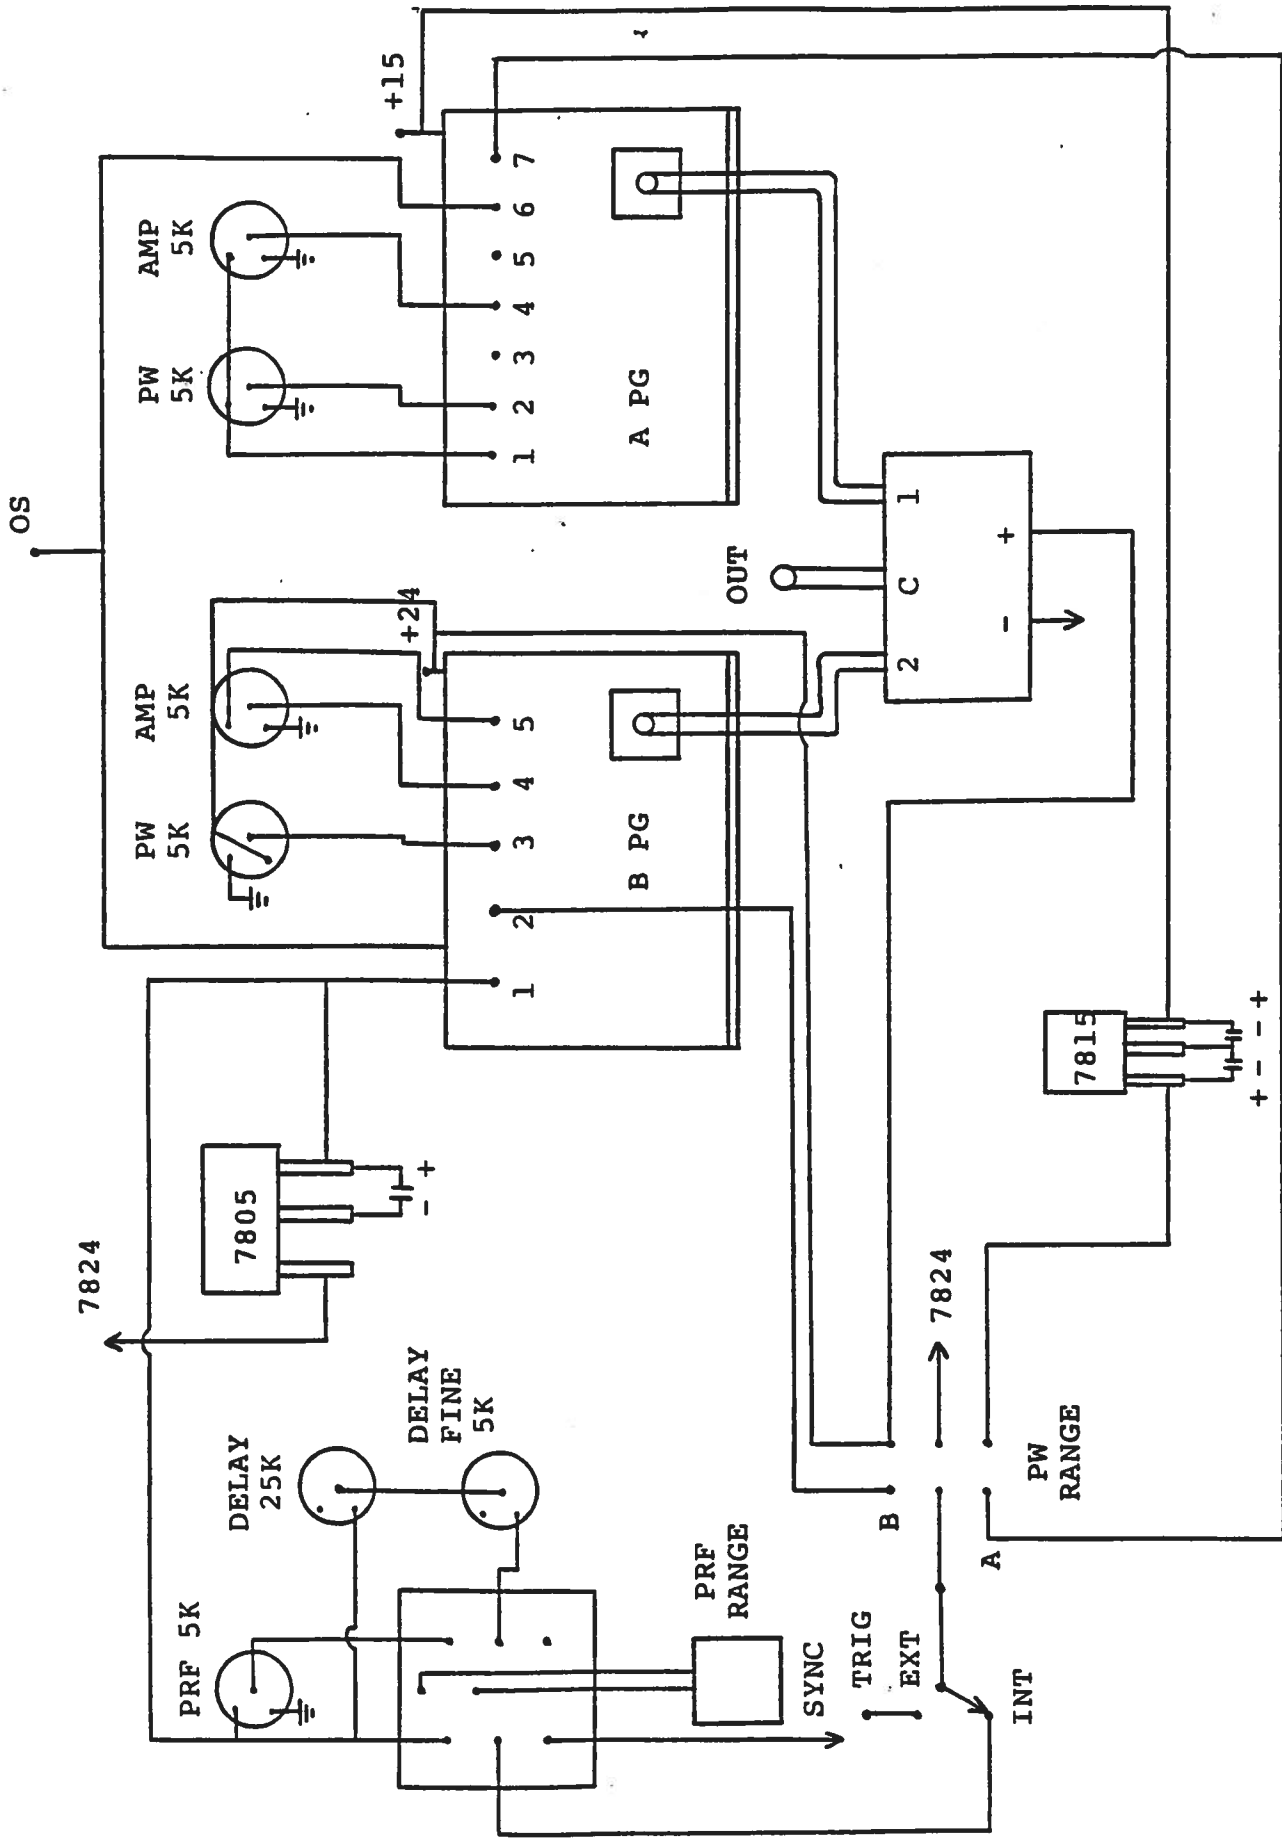 OS
+15
AMP
5K
PW
5K
1 2 3 4 5 6 7
A PG
AMP
5K
PW
5K
+24
1 2 3 4 5
B PG
OUT
2 C 1
- +
7824
7805
- +
DELAY
25K
DELAY
FINE
5K
PRF 5K
PRF
RANGE
SYNC
TRIG
EXT
INT
B
A
7824
PW
RANGE
7815
+ - - +